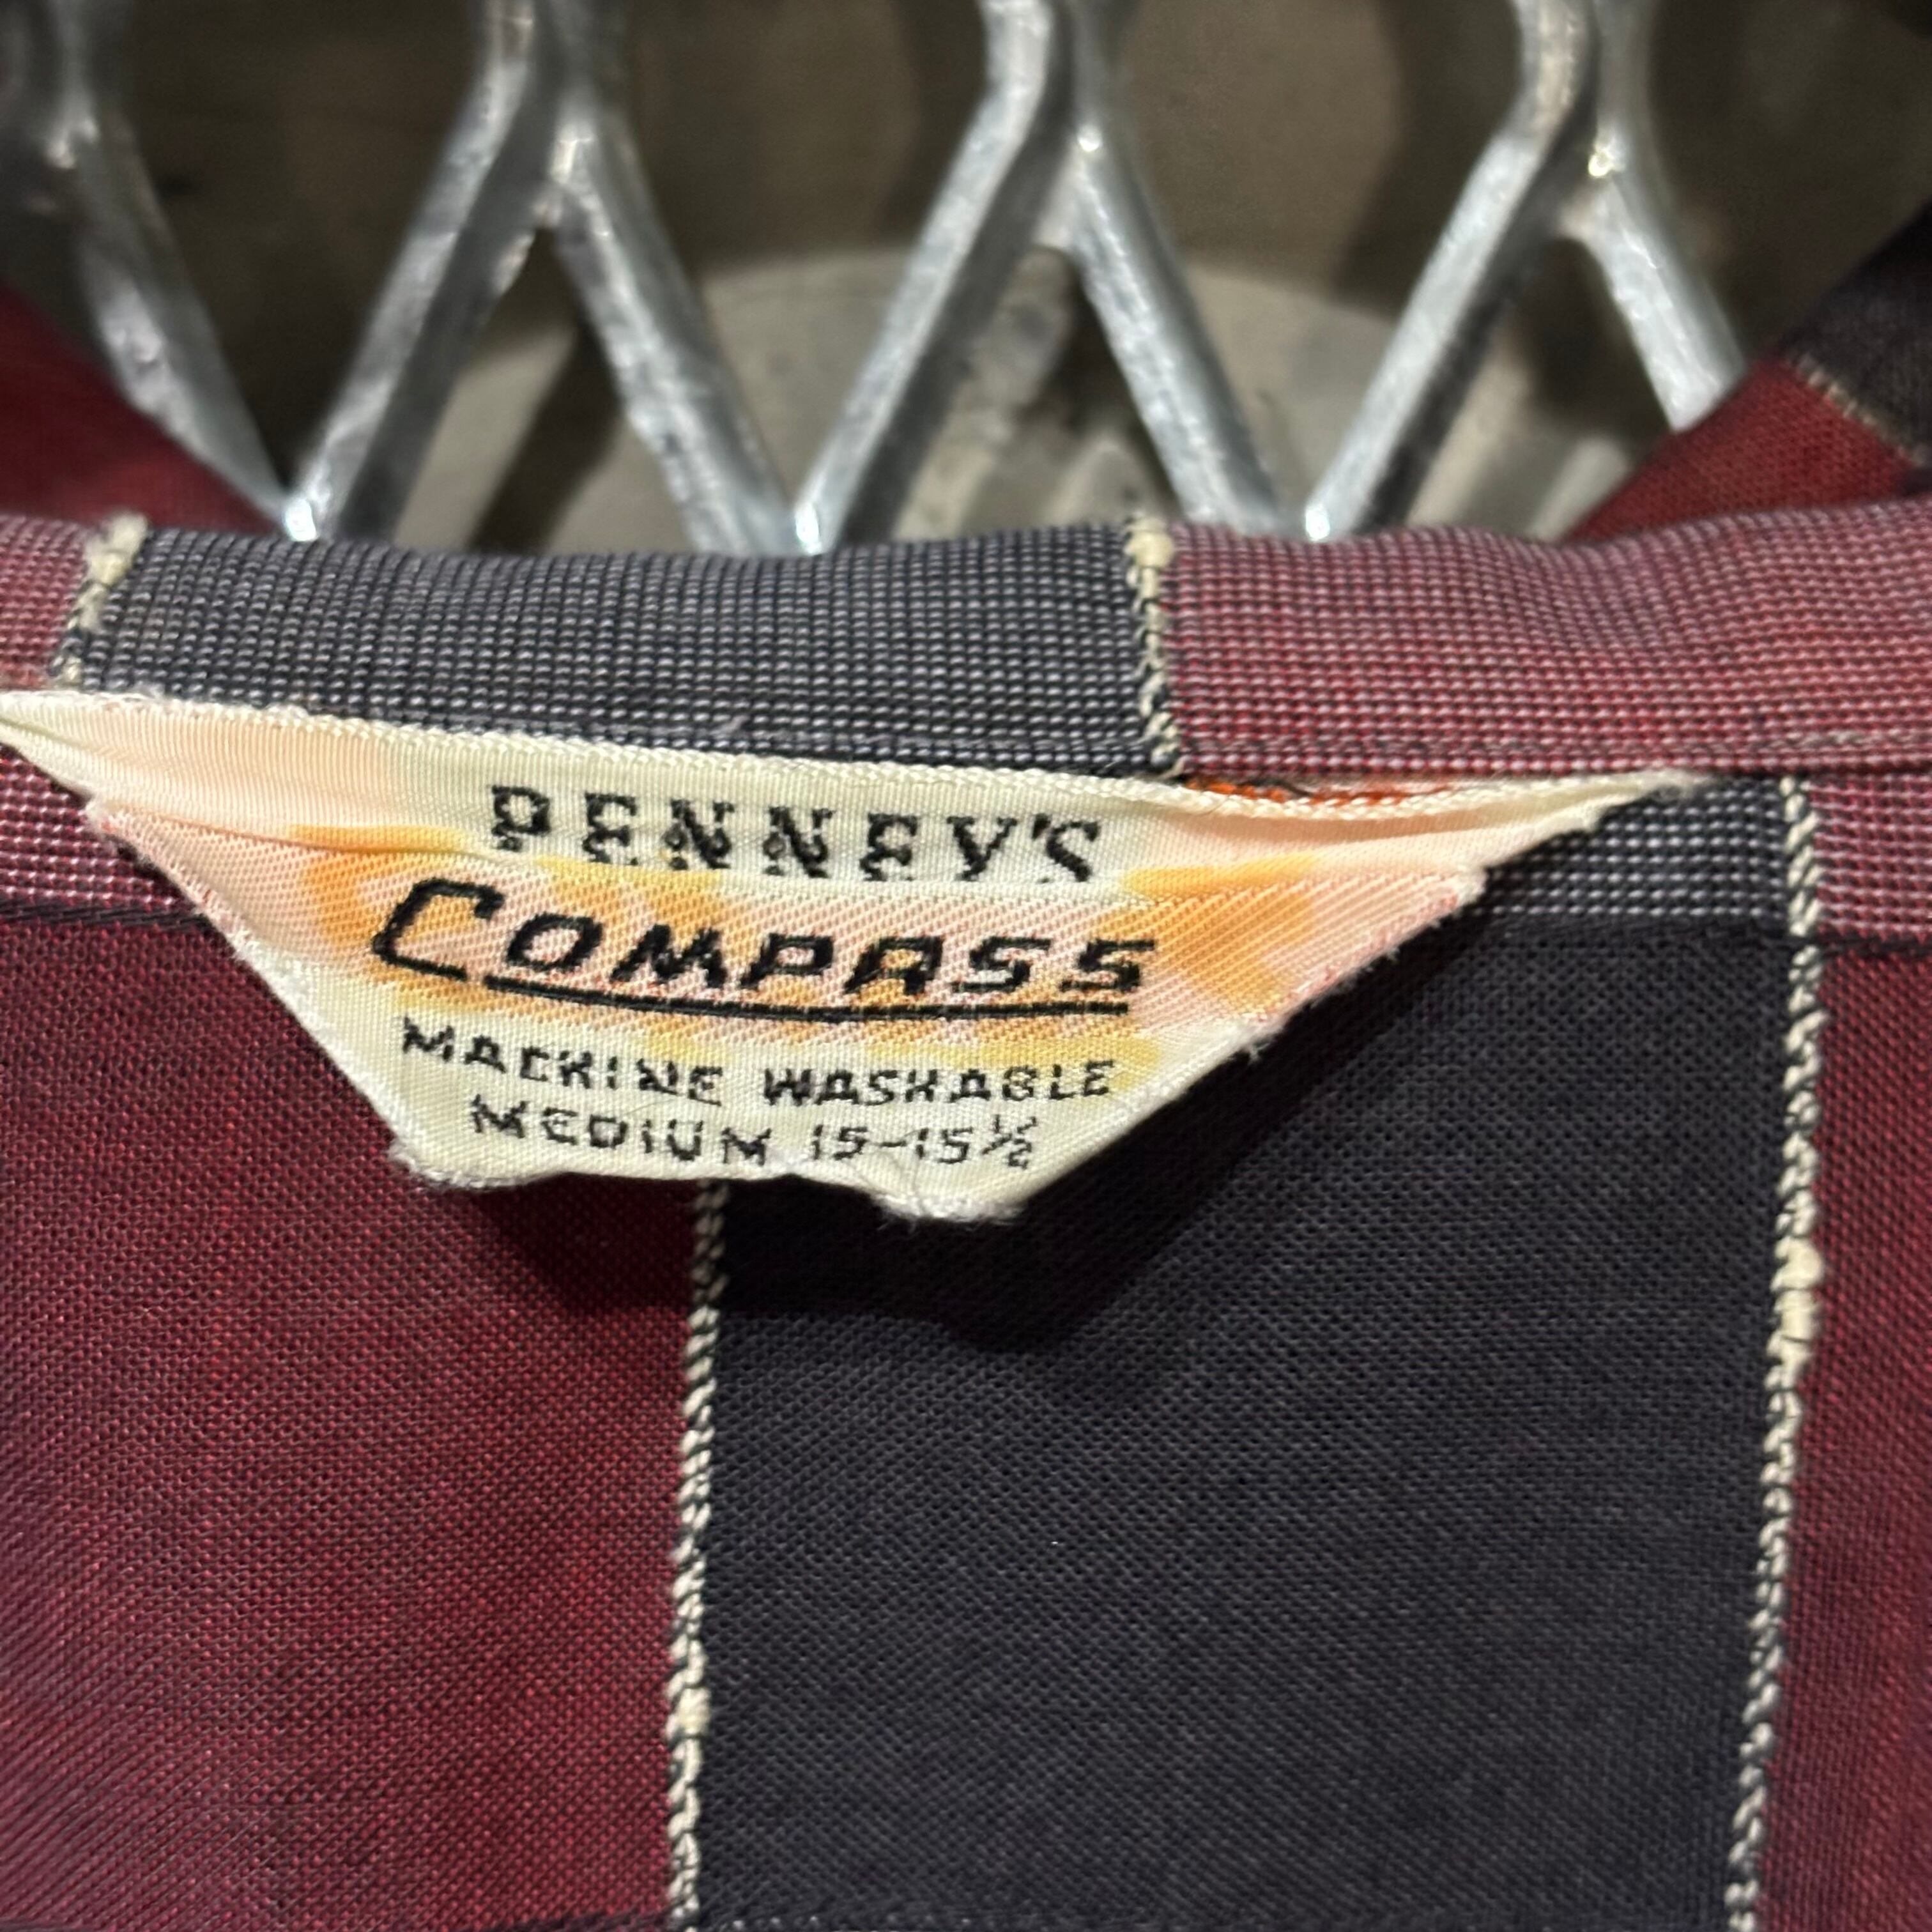 PENNEY'S
COMPASS
MACHINE WASHABLE
MEDIUM 15-15½